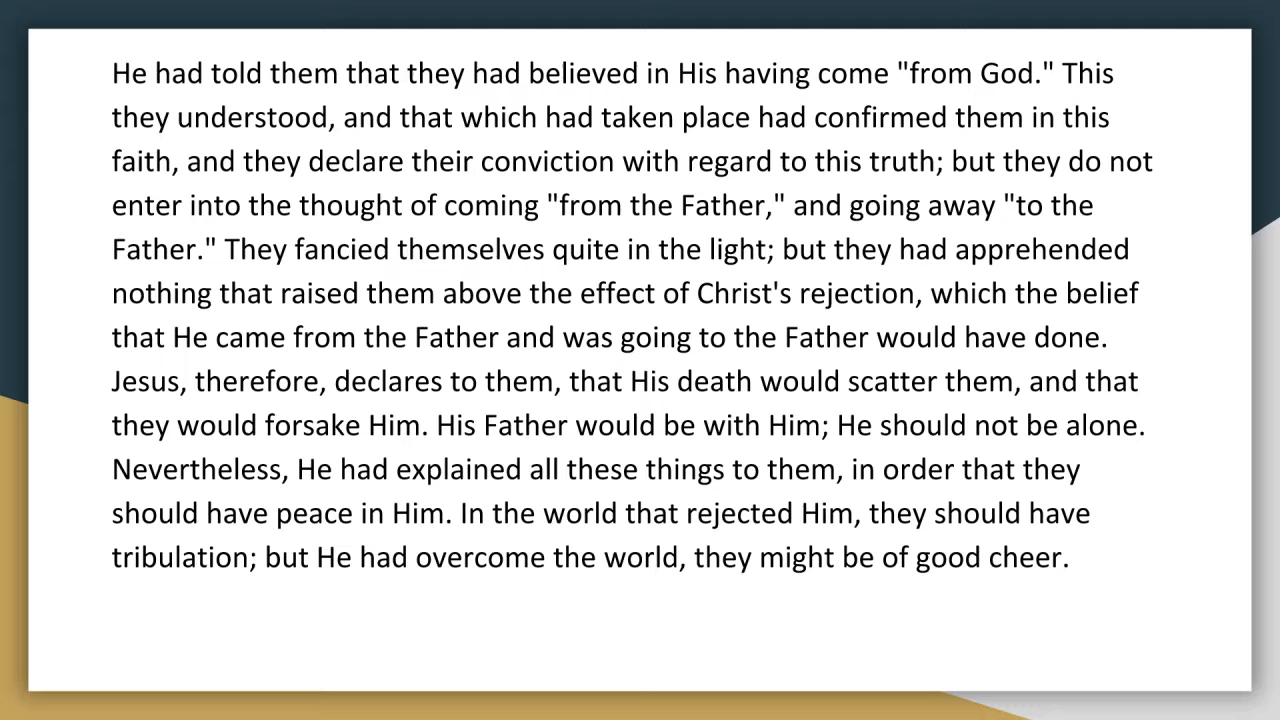 He had told them that they had believed in His having come "from God." This
they understood, and that which had taken place had confirmed them in this
faith, and they declare their conviction with regard to this truth; but they do not
enter into the thought of coming "from the Father," and going away "to the
Father." They fancied themselves quite in the light; but they had apprehended
nothing that raised them above the effect of Christ's rejection, which the belief
that He came from the Father and was going to the Father would have done.
Jesus, therefore, declares to them, that His death would scatter them, and that
they would forsake Him. His Father would be with Him; He should not be alone.
Nevertheless, He had explained all these things to them, in order that they
should have peace in Him. In the world that rejected Him, they should have
tribulation; but He had overcome the world, they might be of good cheer.